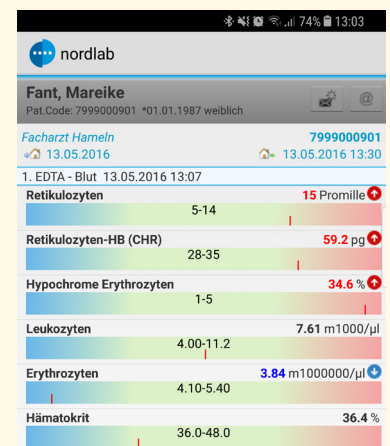 74% 13:03
nordlab
Fant, Mareike
Pat.Code: 7999000901 *01.01.1987 weiblich
@
Facharzt Hameln 7999000901
13.05.2016 13.05.2016 13:30
1. EDTA - Blut 13.05.2016 13:07
Retikulozyten 15 Promille
5-14
Retikulozyten-HB (CHR) 59.2 pg
28-35
Hypochrome Erythrozyten 34.6 %
1-5
Leukozyten 7.61 m1000/µl
4.00-11.2
Erythrozyten 3.84 m1000000/µl
4.10-5.40
Hämatokrit 36.4 %
36.0-48.0